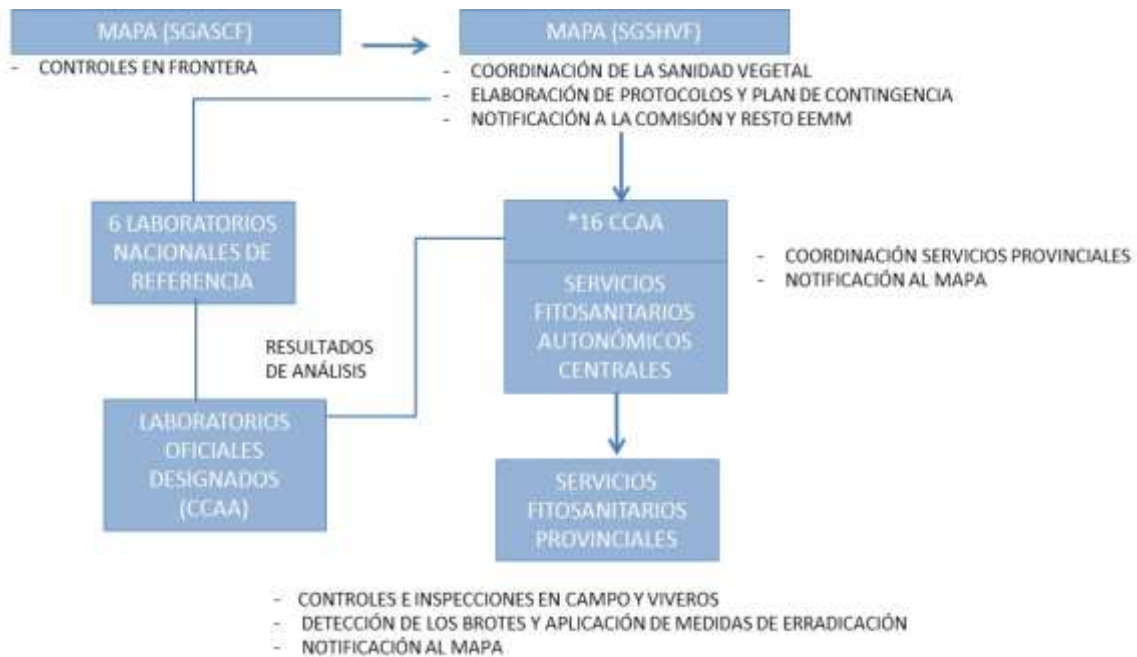 MAPA (SGASCF)
- CONTROLES EN FRONTERA
MAPA (SGSHVF)
- COORDINACIÓN DE LA SANIDAD VEGETAL
- ELABORACIÓN DE PROTOCOLOS Y PLAN DE CONTINGENCIA
- NOTIFICACIÓN A LA COMISIÓN Y RESTO EEMM
6 LABORATORIOS
NACIONALES DE
REFERENCIA
*16 CCAA
SERVICIOS
FITOSANITARIOS
AUTONÓMICOS
CENTRALES
- COORDINACIÓN SERVICIOS PROVINCIALES
- NOTIFICACIÓN AL MAPA
RESULTADOS
DE ANÁLISIS
LABORATORIOS
OFICIALES
DESIGNADOS
(CCAA)
SERVICIOS
FITOSANITARIOS
PROVINCIALES
- CONTROLES E INSPECCIONES EN CAMPO Y VIVEROS
- DETECCIÓN DE LOS BROTES Y APLICACIÓN DE MEDIDAS DE ERRADICACIÓN
- NOTIFICACIÓN AL MAPA